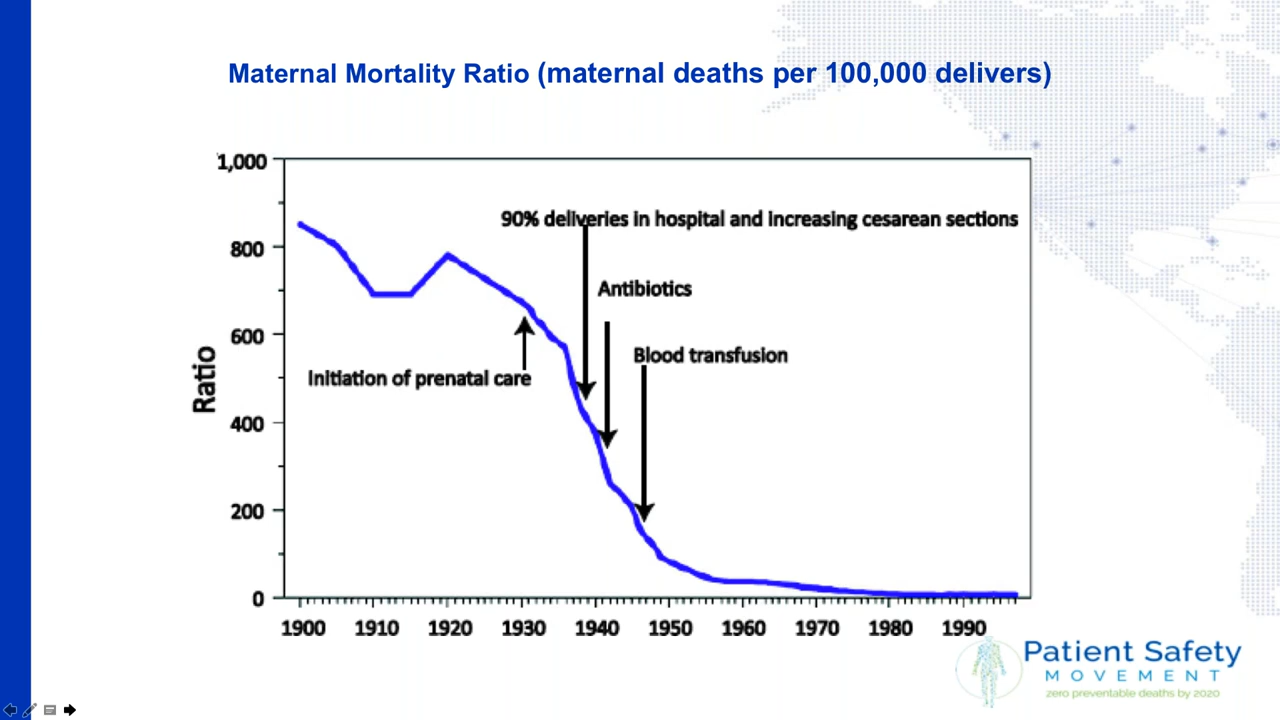 Maternal Mortality Ratio (maternal deaths per 100,000 delivers)
1,000
90% deliveries in hospital and increasing cesarean sections
800
Antibiotics
600
Blood transfusion
Initiation of prenatal care
Ratio
400
200
0
1900 1910 1920 1930 1940 1950 1960 1970 1980 1990
Patient Safety
MOVEMENT
zero preventable deaths by 2020